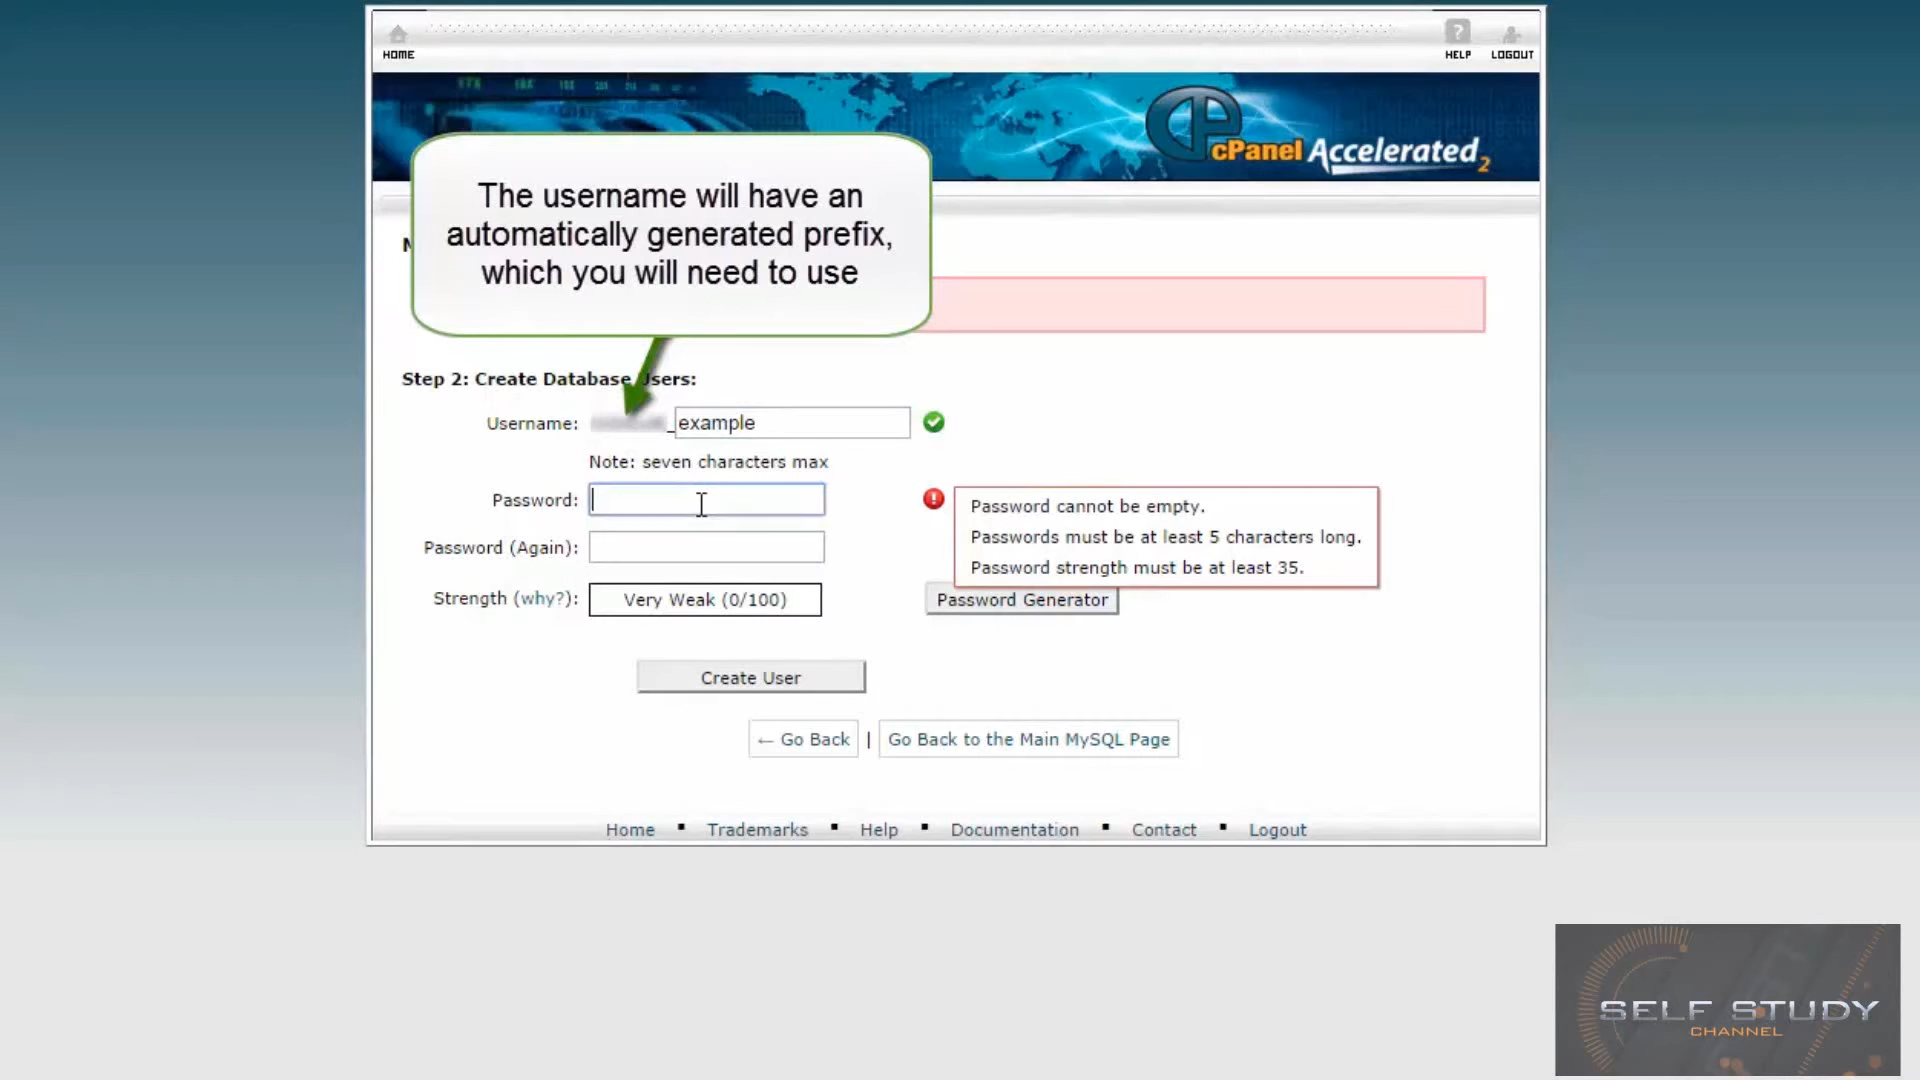 HOME
HELP
LOGOUT
cPanel Accelerated2
The username will have an
automatically generated prefix,
which you will need to use
Step 2: Create Database Users:
Username:
_
example
Note: seven characters max
Password:
Password cannot be empty.
Passwords must be at least 5 characters long.
Password strength must be at least 35.
Password (Again):
Strength (why?):
Very Weak (0/100)
Password Generator
Create User
← Go Back | Go Back to the Main MySQL Page
Home ▪ Trademarks ▪ Help ▪ Documentation ▪ Contact ▪ Logout
SELF STUDY
CHANNEL